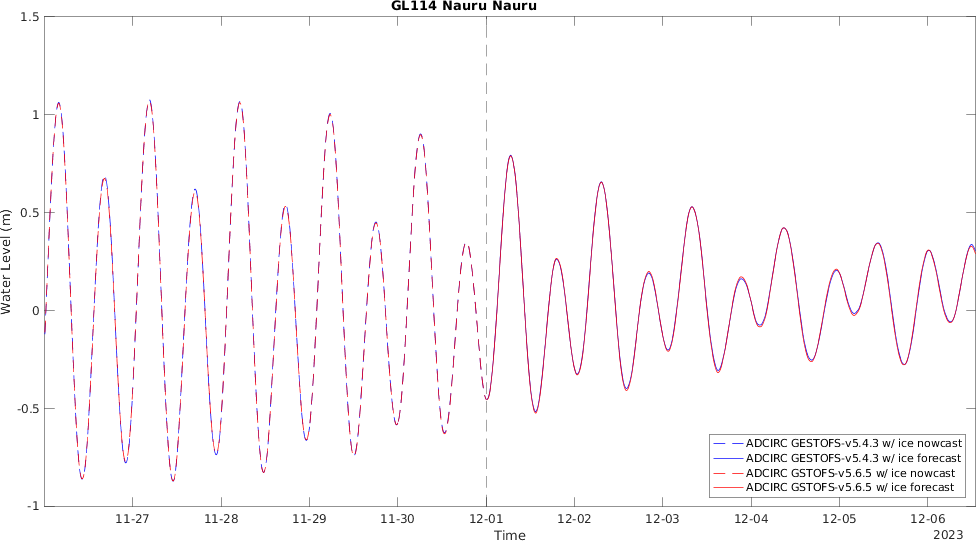 GL114 Nauru Nauru
1.5
1
0.5
0
-0.5
-1
Water Level (m)
ADCIRC GESTOFS-v5.4.3 w/ ice nowcast
ADCIRC GESTOFS-v5.4.3 w/ ice forecast
ADCIRC GSTOFS-v5.6.5 w/ ice nowcast
ADCIRC GSTOFS-v5.6.5 w/ ice forecast
11-27 11-28 11-29 11-30 12-01 12-02 12-03 12-04 12-05 12-06
Time
2023